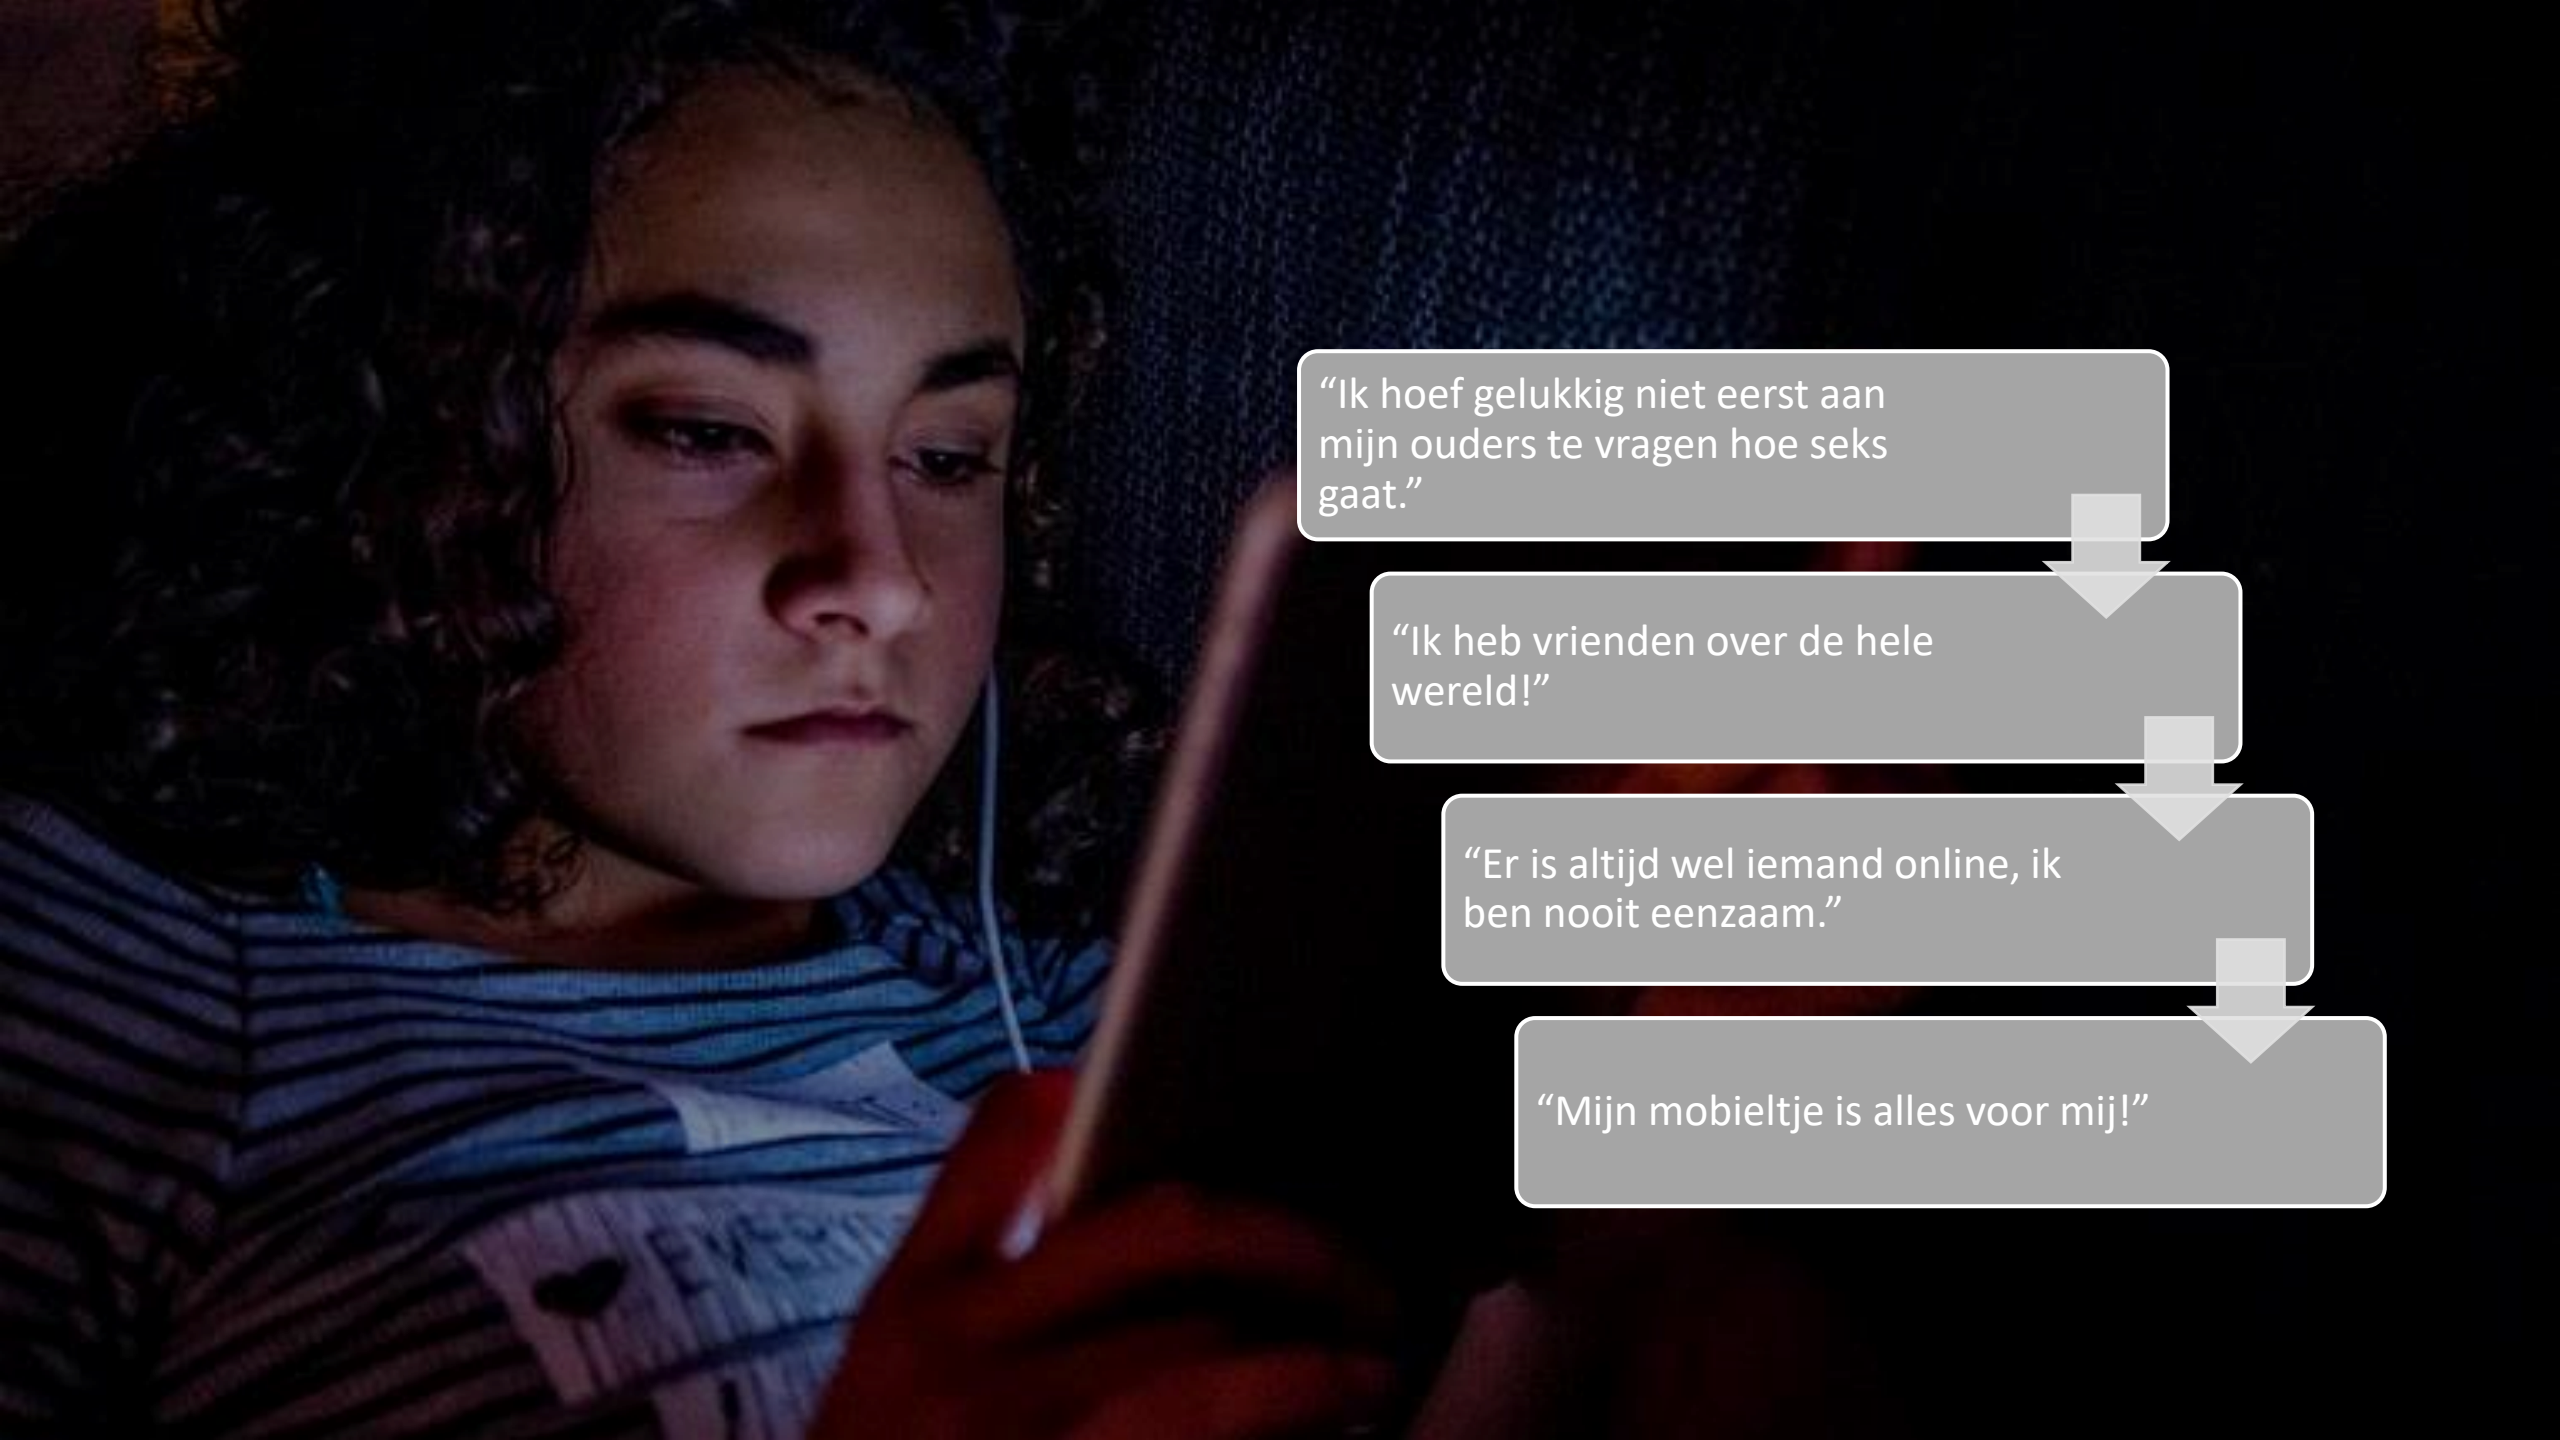 “Ik hoef gelukkig niet eerst aan
mijn ouders te vragen hoe seks
gaat.”
“Ik heb vrienden over de hele
wereld!”
“Er is altijd wel iemand online, ik
ben nooit eenzaam.”
“Mijn mobieltje is alles voor mij!”